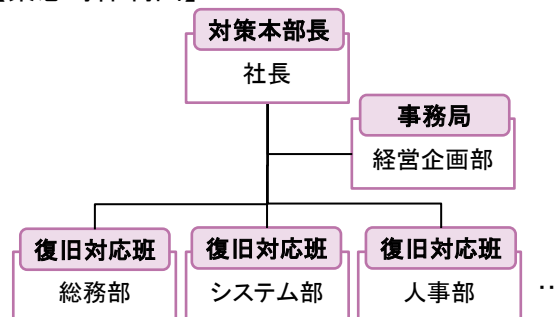 対策本部長
社長
事務局
経営企画部
復旧対応班 復旧対応班 復旧対応班
総務部 システム部 人事部 …